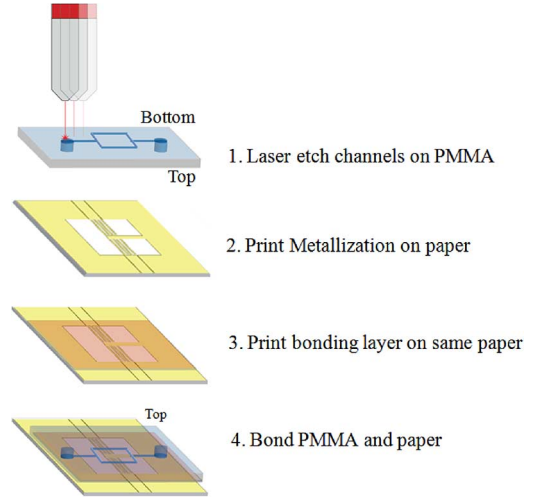 Bottom
Top
1. Laser etch channels on PMMA
2. Print Metallization on paper
3. Print bonding layer on same paper
Top
4. Bond PMMA and paper